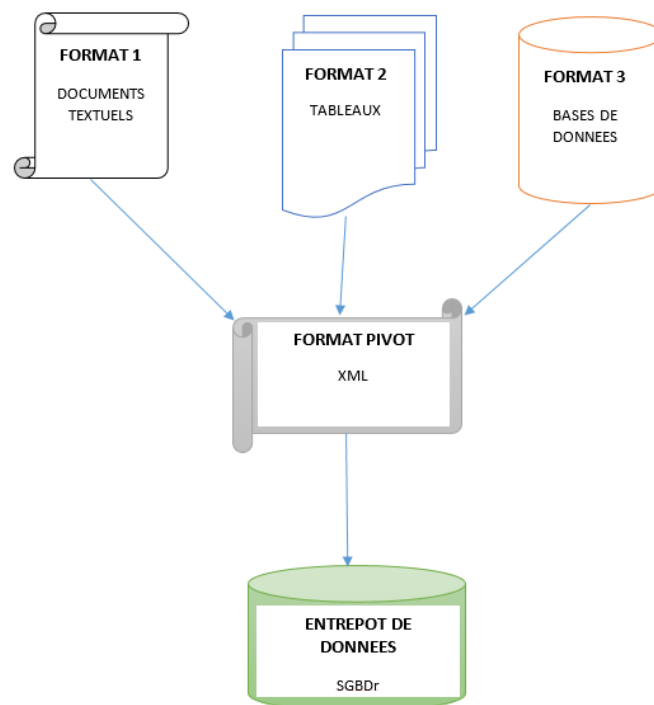 FORMAT 1
DOCUMENTS
TEXTUELS
FORMAT 2
TABLEAUX
FORMAT 3
BASES DE
DONNEES
FORMAT PIVOT
XML
ENTREPOT DE
DONNEES
SGBDr